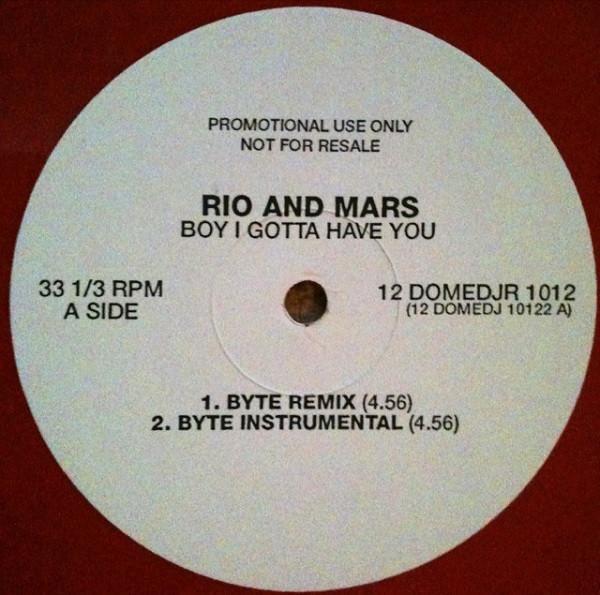 PROMOTIONAL USE ONLY
NOT FOR RESALE
RIO AND MARS
BOY I GOTTA HAVE YOU
33 1/3 RPM
A SIDE
12 DOMEDJR 1012
(12 DOMEDJ 10122 A)
1. BYTE REMIX (4.56)
2. BYTE INSTRUMENTAL (4.56)